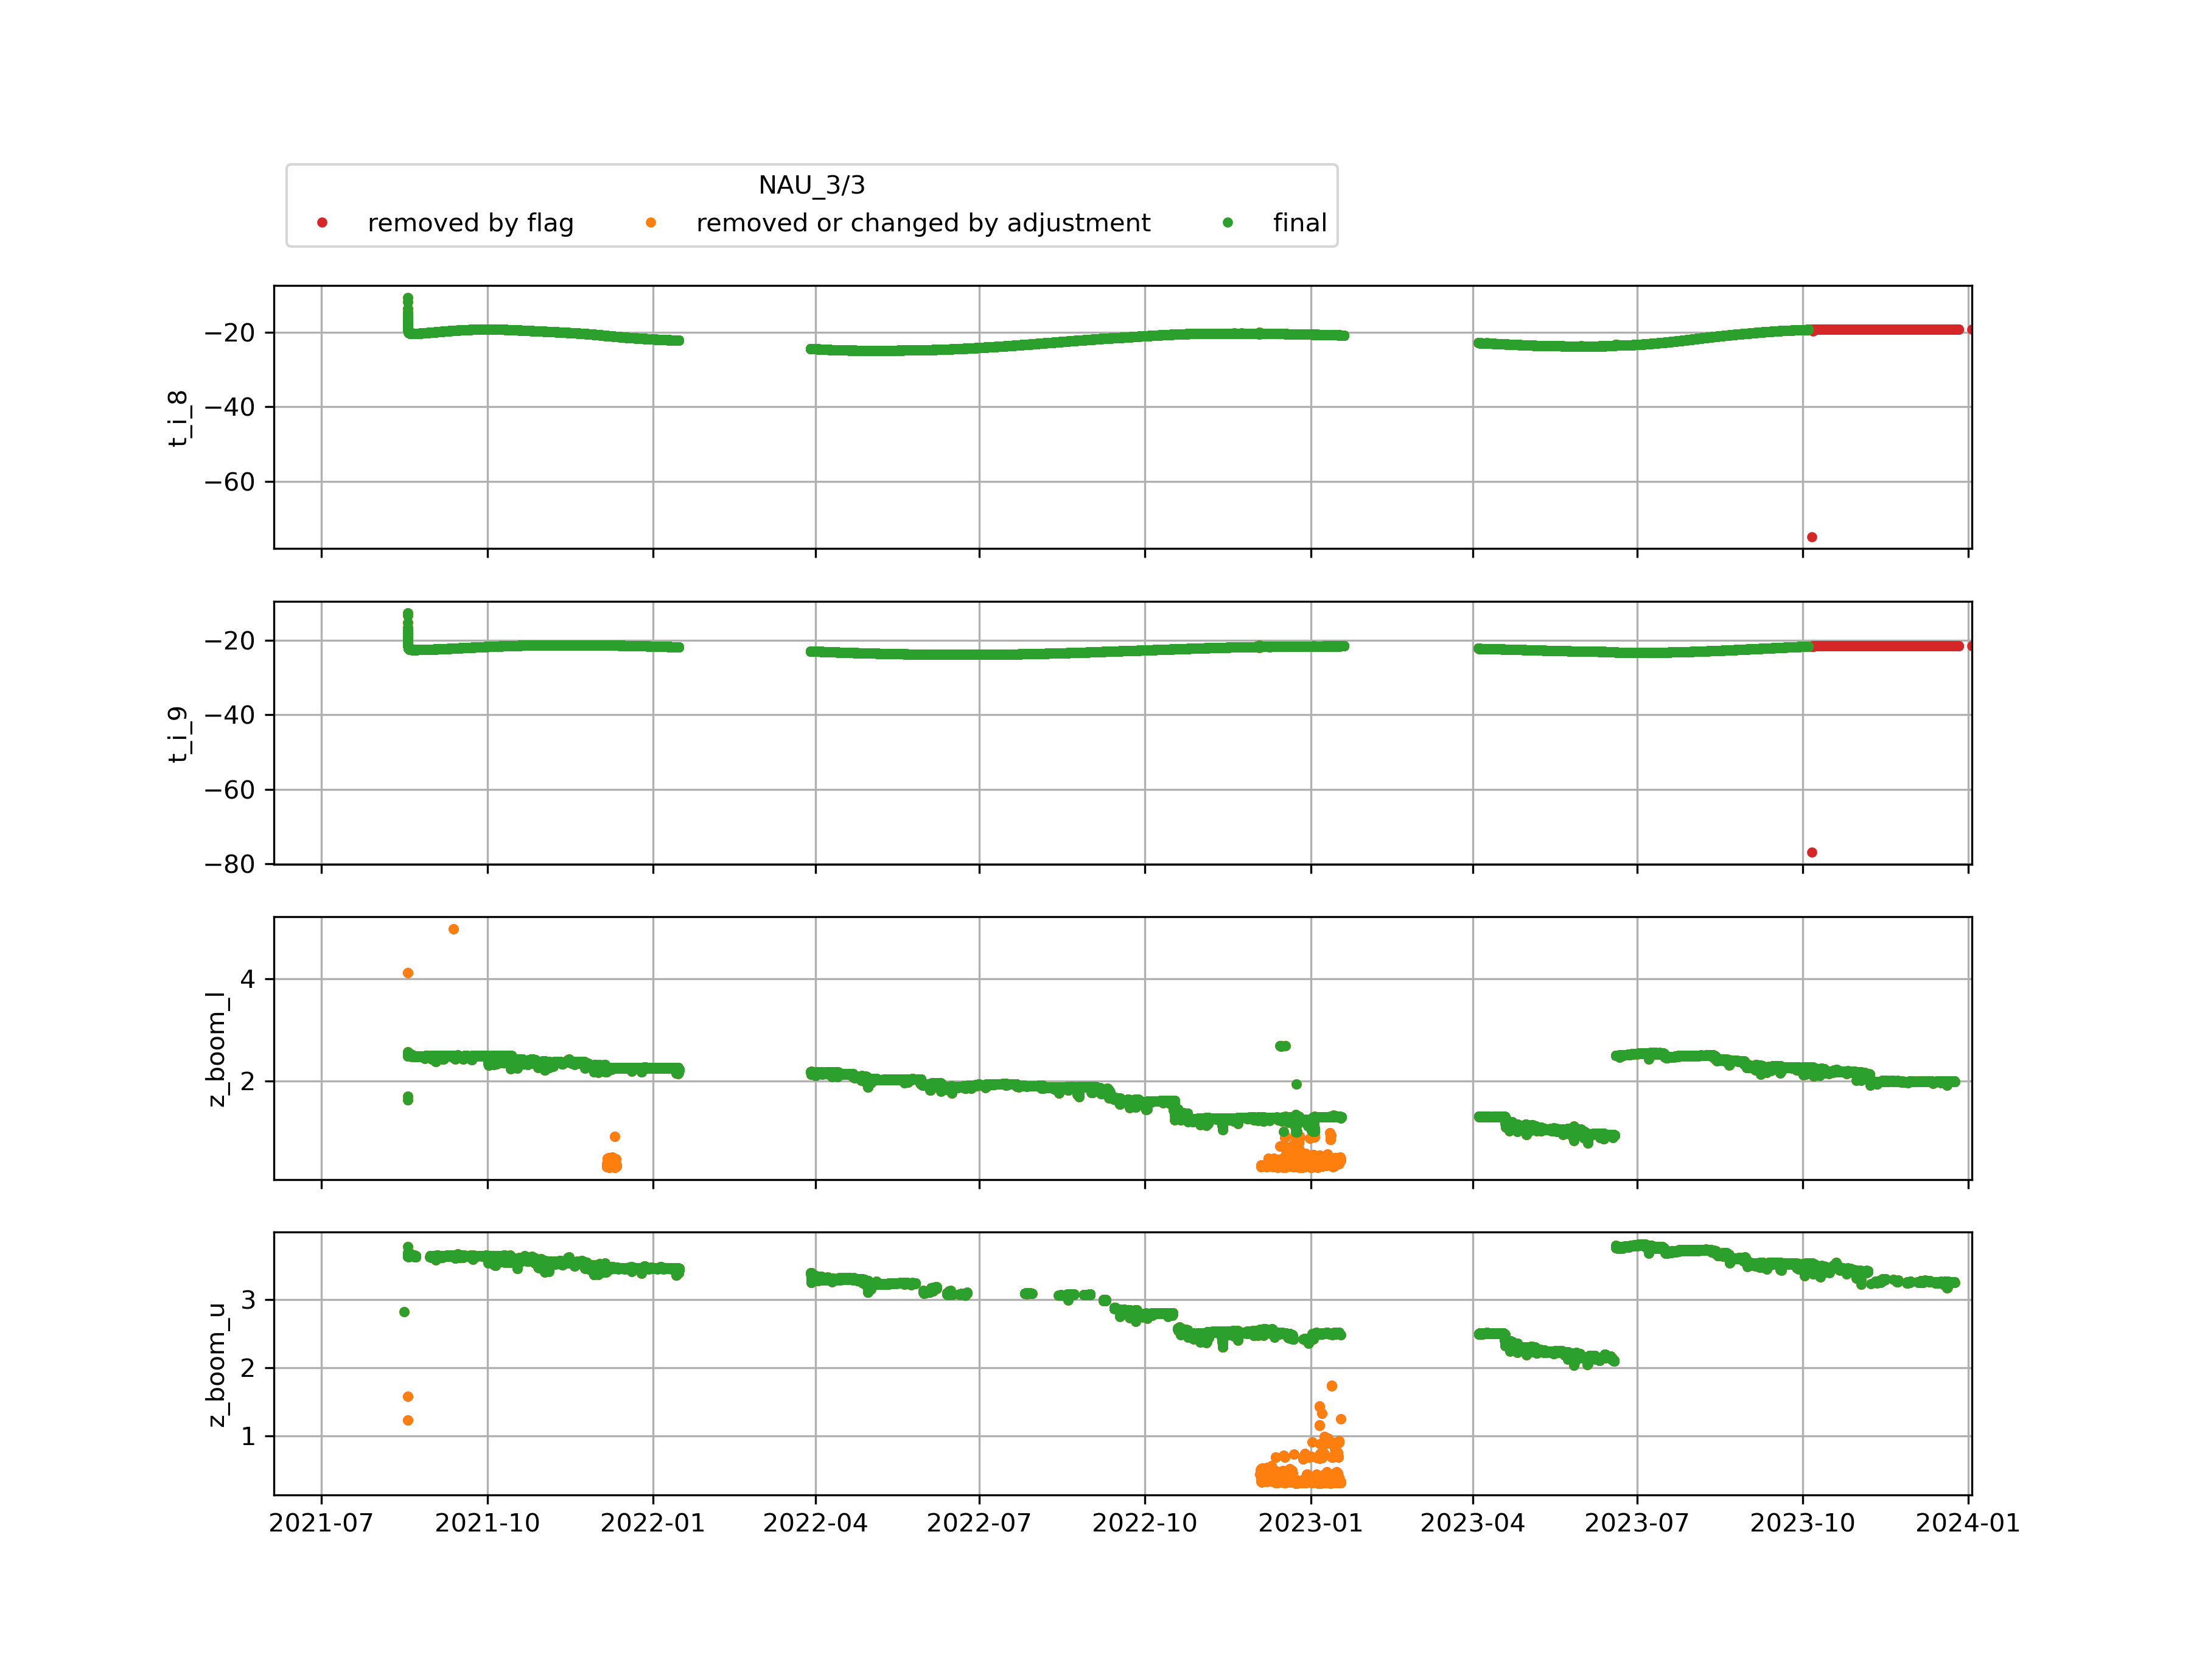 NAU_3/3
removed by flag removed or changed by adjustment final
−20
−40
−60
t_i_8
−20
−40
−60
−80
t_i_9
4
2
z_boom_l
3
2
1
z_boom_u
2021-07 2021-10 2022-01 2022-04 2022-07 2022-10 2023-01 2023-04 2023-07 2023-10 2024-01